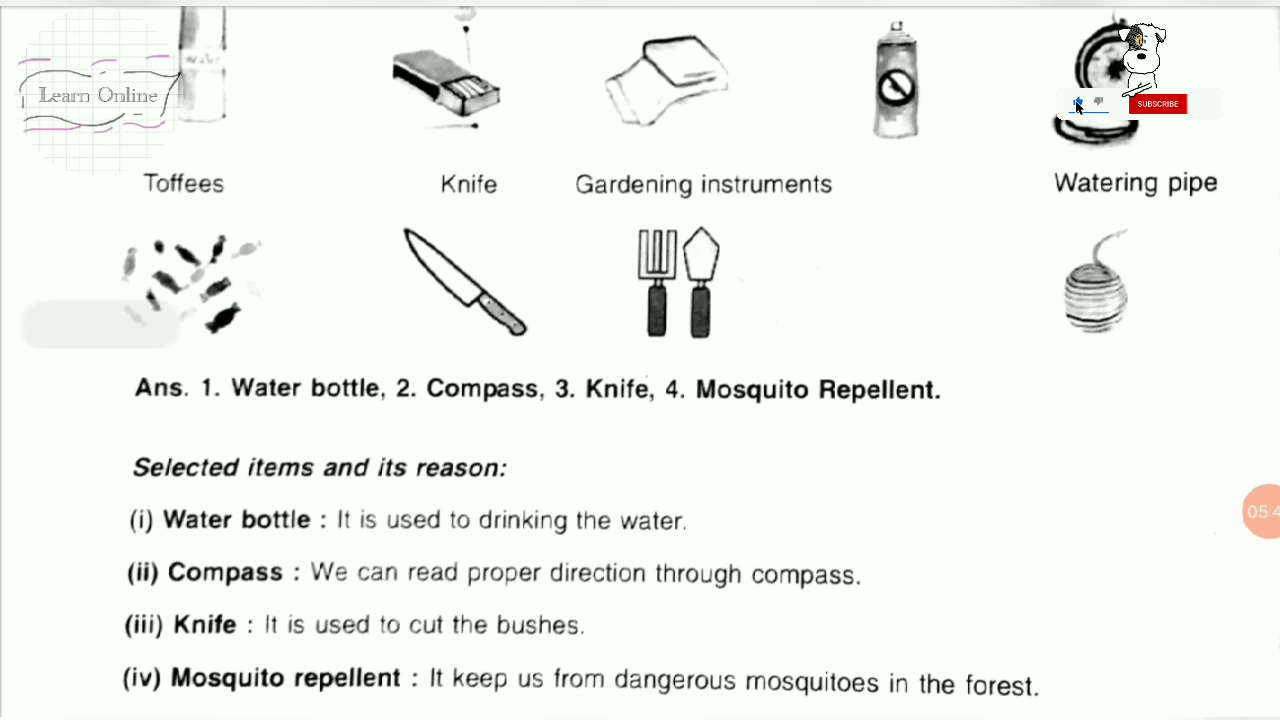 Learn Online
SUBSCRIBE
Toffees Knife Gardening instruments Watering pipe
Ans. 1. Water bottle, 2. Compass, 3. Knife, 4. Mosquito Repellent.
Selected items and its reason:
(i) Water bottle : It is used to drinking the water.
(ii) Compass : We can read proper direction through compass.
(iii) Knife : It is used to cut the bushes.
(iv) Mosquito repellent : It keep us from dangerous mosquitoes in the forest.